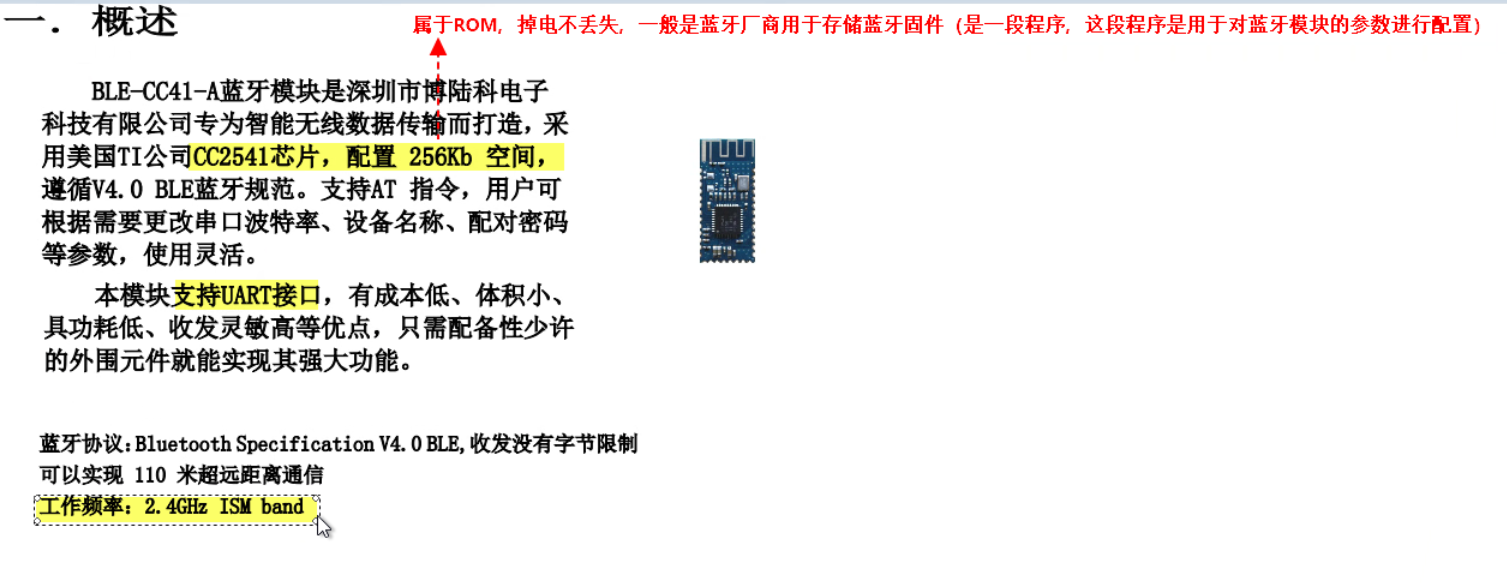 一．概述
属于ROM，掉电不丢失，一般是蓝牙厂商用于存储蓝牙固件（是一段程序，这段程序是用于对蓝牙模块的参数进行配置）
BLE-CC41-A蓝牙模块是深圳市博陆科电子
科技有限公司专为智能无线数据传输而打造，采
用美国TI公司CC2541芯片，配置 256Kb 空间，
遵循V4.0 BLE蓝牙规范。支持AT 指令，用户可
根据需要更改串口波特率、设备名称、配对密码
等参数，使用灵活。
本模块支持UART接口，有成本低、体积小、
具功耗低、收发灵敏高等优点，只需配备性少许
的外围元件就能实现其强大功能。
蓝牙协议:Bluetooth Specification V4.0 BLE,收发没有字节限制
可以实现 110 米超远距离通信
工作频率：2.4GHz ISM band